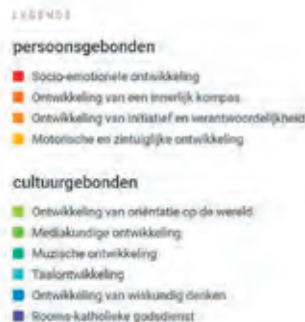 LEGENDE
persoonsgebonden
Socio-emotionele ontwikkeling
Ontwikkeling van een innerlijk kompas
Ontwikkeling van initiatief en verantwoordelijkheid
Motorische en zintuiglijke ontwikkeling
cultuurgebonden
Ontwikkeling van oriëntatie op de wereld
Mediakundige ontwikkeling
Muzische ontwikkeling
Taalontwikkeling
Ontwikkeling van wiskundig denken
Rooms-katholieke godsdienst